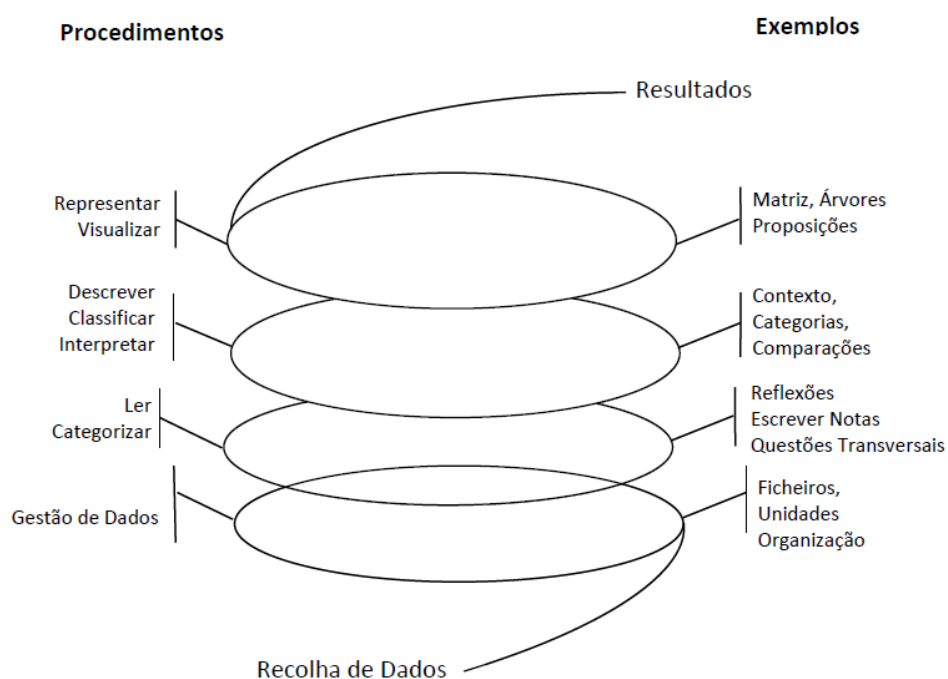 Procedimentos
Exemplos
Resultados
Representar
Visualizar
Matriz, Árvores
Proposições
Descrever
Classificar
Interpretar
Contexto,
Categorias,
Comparações
Ler
Categorizar
Reflexões
Escrever Notas
Questões Transversais
Gestão de Dados
Ficheiros,
Unidades
Organização
Recolha de Dados